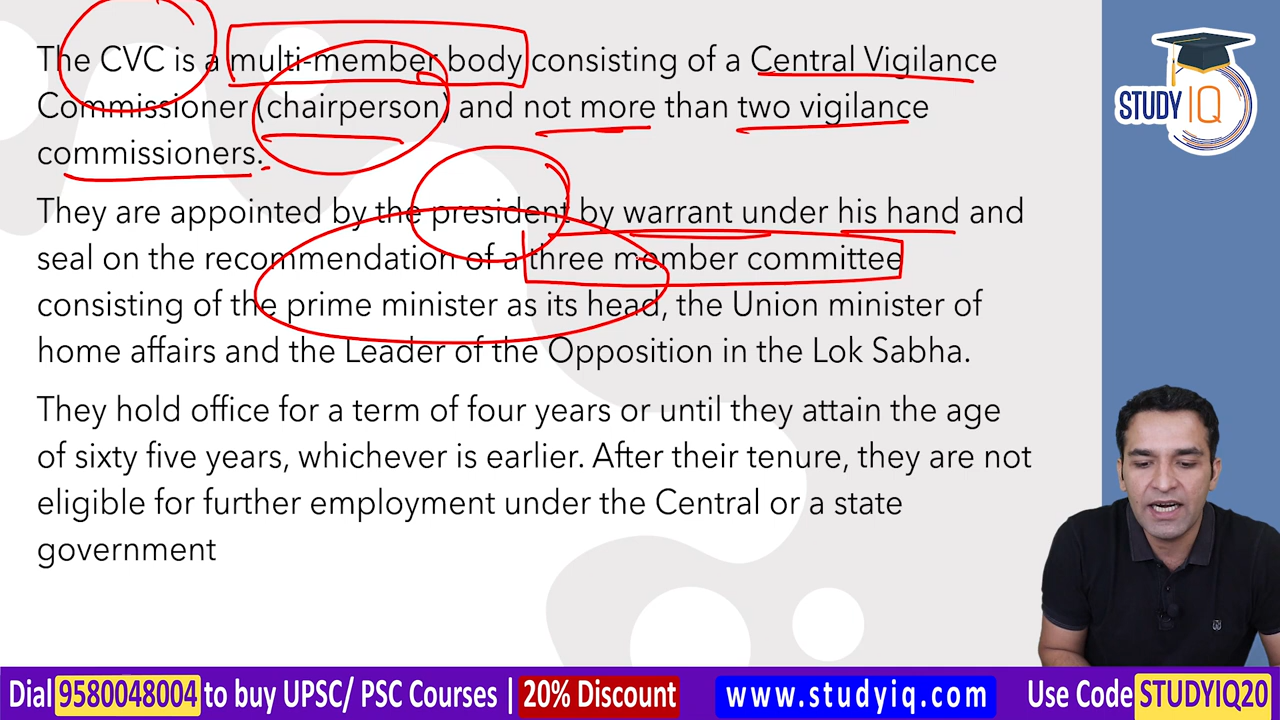 The CVC is a multi-member body consisting of a Central Vigilance
Commissioner (chairperson) and not more than two vigilance
commissioners.
They are appointed by the president by warrant under his hand and
seal on the recommendation of a three member committee
consisting of the prime minister as its head, the Union minister of
home affairs and the Leader of the Opposition in the Lok Sabha.
They hold office for a term of four years or until they attain the age
of sixty five years, whichever is earlier. After their tenure, they are not
eligible for further employment under the Central or a state
government
STUDY IQ
Dial 9580048004 to buy UPSC/ PSC Courses | 20% Discount www.studyiq.com Use Code STUDYIQ20